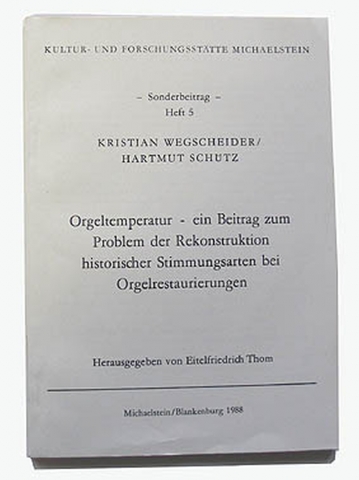 KULTUR- UND FORSCHUNGSSTÄTTE MICHAELSTEIN
– Sonderbeitrag –
Heft 5
KRISTIAN WEGSCHEIDER/
HARTMUT SCHÜTZ
Orgeltemperatur - ein Beitrag zum
Problem der Rekonstruktion
historischer Stimmungsarten bei
Orgelrestaurierungen
Herausgegeben von Eitelfriedrich Thom
Michaelstein/Blankenburg 1988